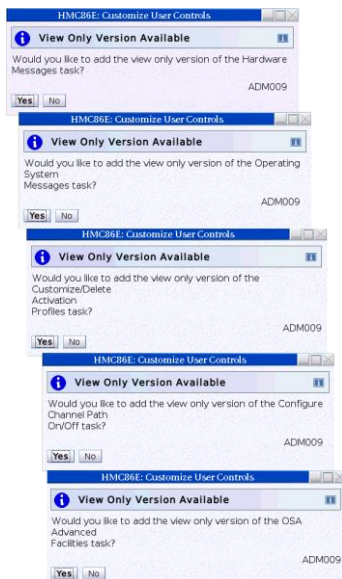 HMC86E: Customize User Controls
View Only Version Available
Would you like to add the view only version of the Hardware
Messages task?
ADM009
Yes No
HMC86E: Customize User Controls
View Only Version Available
Would you like to add the view only version of the Operating
System
Messages task?
ADM009
Yes No
HMC86E: Customize User Controls
View Only Version Available
Would you like to add the view only version of the
Customize/Delete
Activation
Profiles task?
ADM009
Yes No
HMC86E: Customize User Controls
View Only Version Available
Would you like to add the view only version of the Configure
Channel Path
On/Off task?
ADM009
Yes No
HMC86E: Customize User Controls
View Only Version Available
Would you like to add the view only version of the OSA
Advanced
Facilities task?
ADM009
Yes No